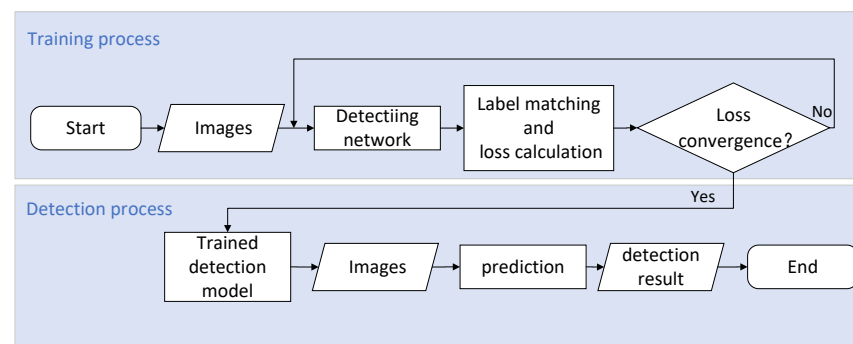 Training process
Start
Images
Detectiing
network
Label matching
and
loss calculation
Loss
convergence?
No
Yes
Detection process
Trained
detection
model
Images
prediction
detection
result
End